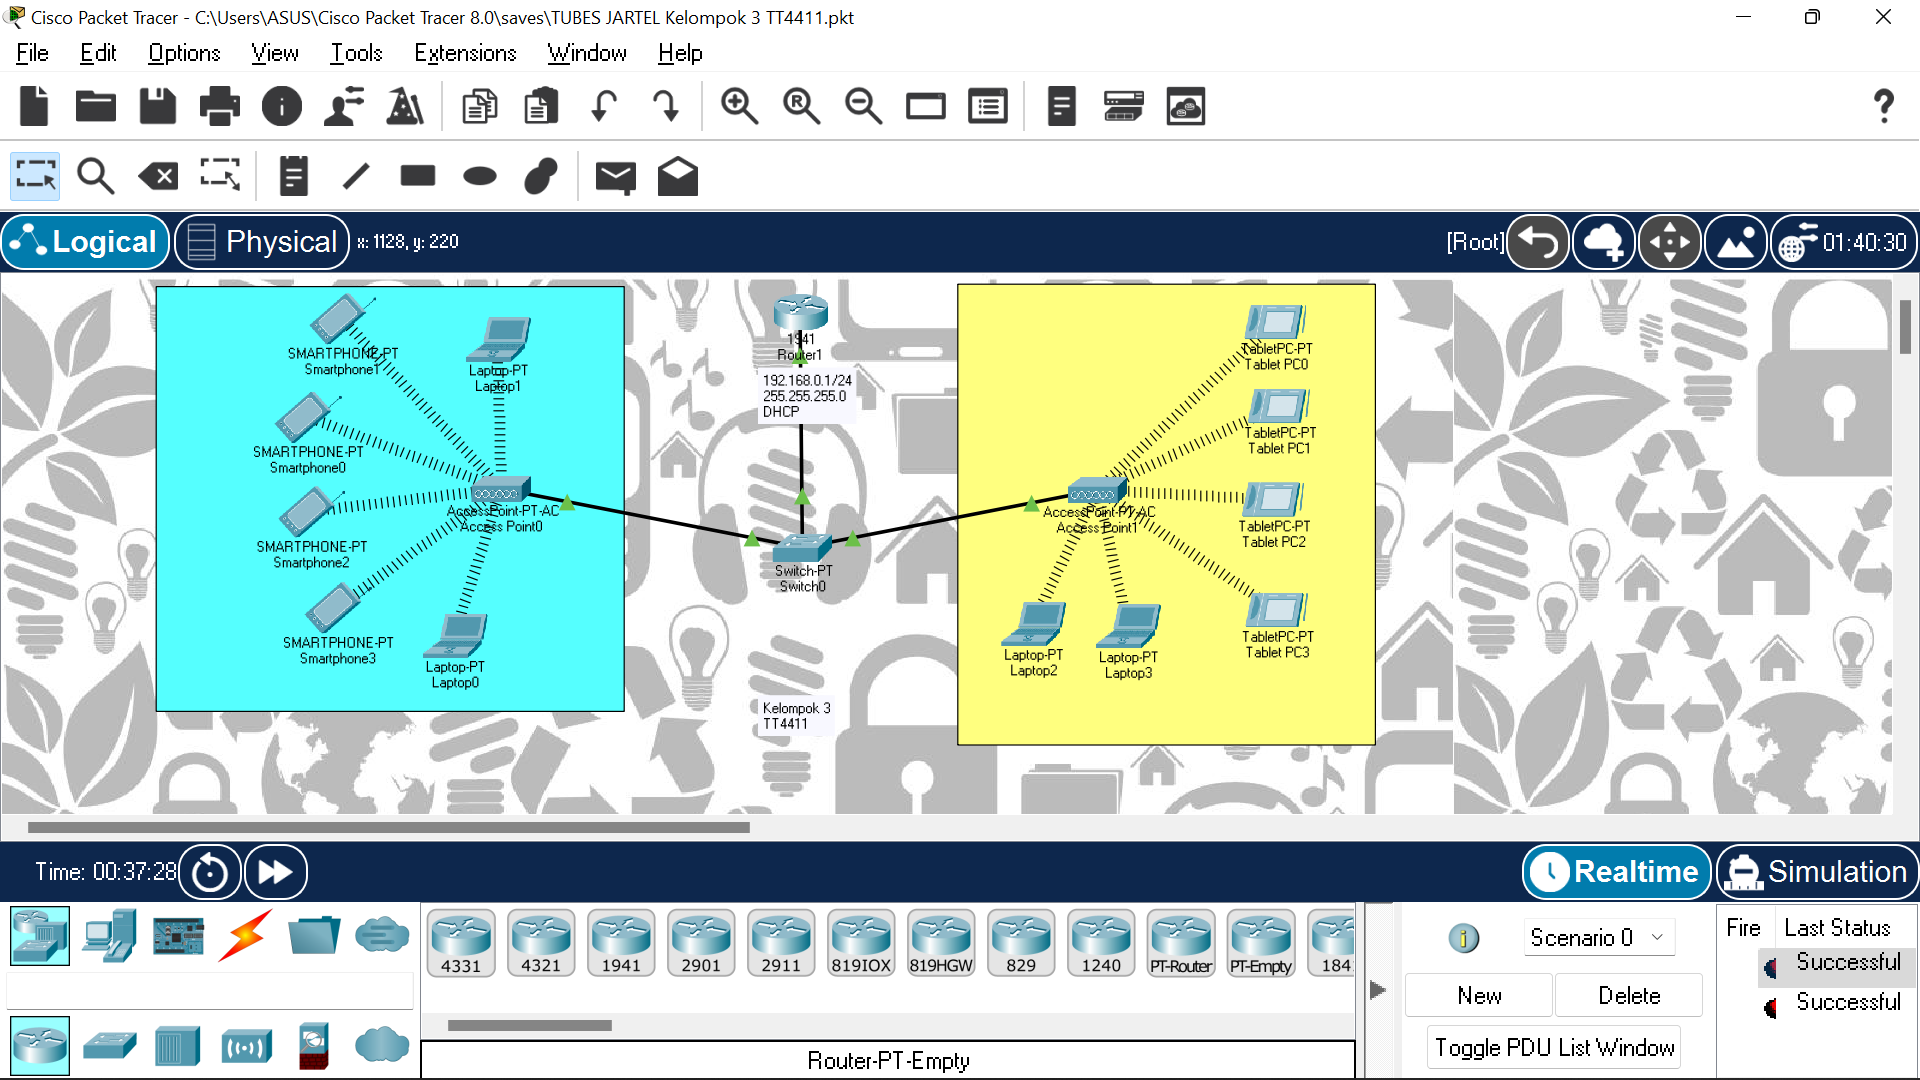 Cisco Packet Tracer - C:\Users\ASUS\Cisco Packet Tracer 8.0\saves\TUBES JARTEL Kelompok 3 TT4411.pkt
File Edit Options View Tools Extensions Window Help
Logical Physical x: 1128, y: 220 [Root] 01:40:30
SMARTPHONE-PT
Smartphone1
Laptop-PT
Laptop1
SMARTPHONE-PT
Smartphone0
AccessPoint-PT-AC
Access Point0
SMARTPHONE-PT
Smartphone2
SMARTPHONE-PT
Smartphone3
Laptop-PT
Laptop0
1941
Router1
192.168.0.1/24
255.255.255.0
DHCP
Switch-PT
Switch0
Kelompok 3
TT4411
TabletPC-PT
Tablet PC0
TabletPC-PT
Tablet PC1
AccessPoint-PT-AC
Access Point1
TabletPC-PT
Tablet PC2
Laptop-PT
Laptop2
Laptop-PT
Laptop3
TabletPC-PT
Tablet PC3
Time: 00:37:28 Realtime Simulation
4331 4321 1941 2901 2911 819IOX 819HGW 829 1240 PT-Router PT-Empty 184
Router-PT-Empty
Scenario 0
New Delete
Toggle PDU List Window
Fire Last Status
Successful
Successful